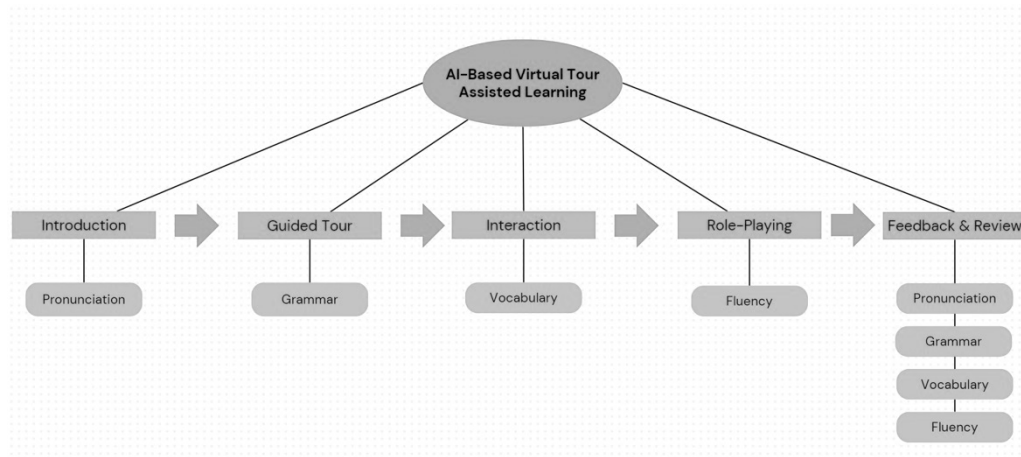 AI-Based Virtual Tour
Assisted Learning
Introduction
Guided Tour
Interaction
Role-Playing
Feedback & Review
Pronunciation
Grammar
Vocabulary
Fluency
Pronunciation
Grammar
Vocabulary
Fluency